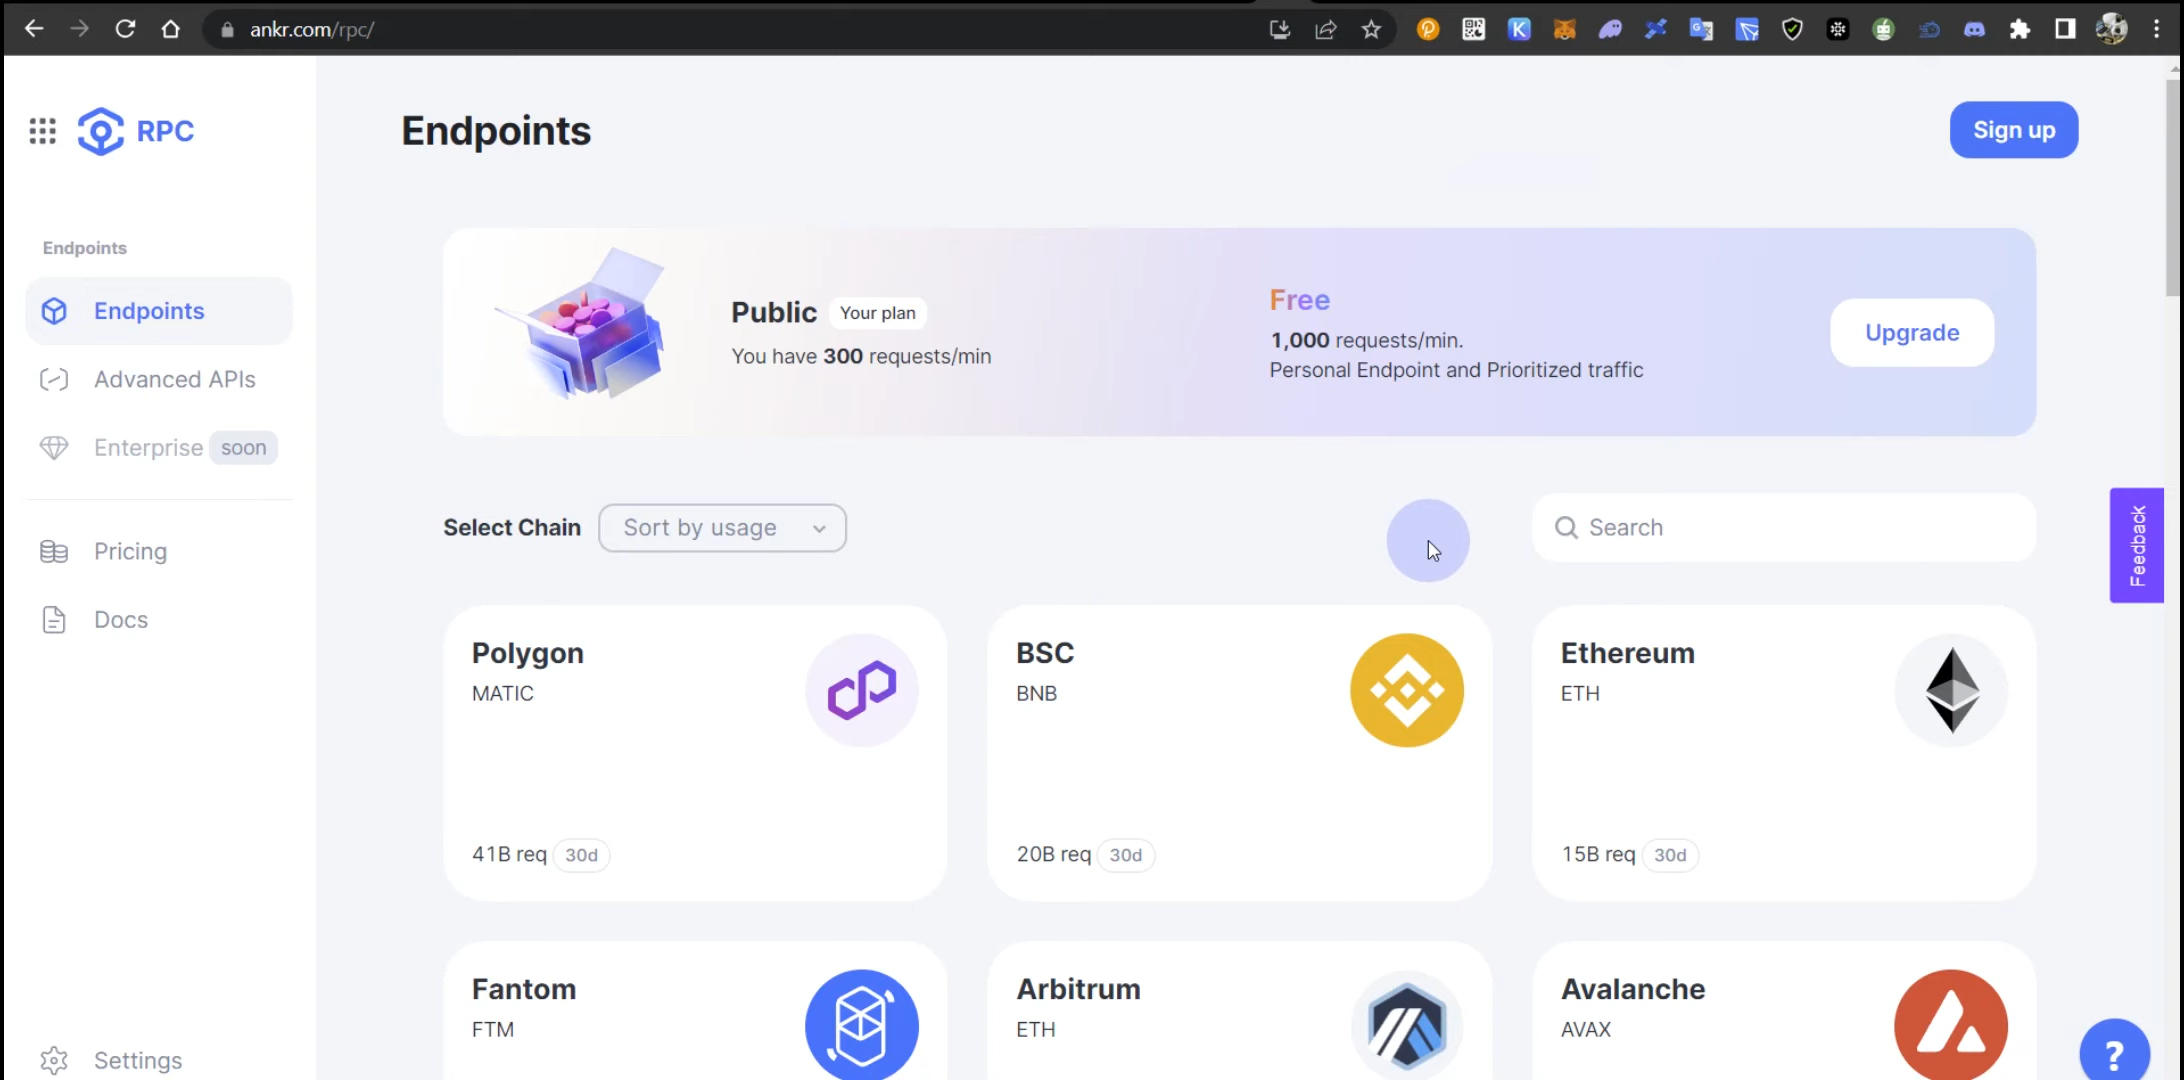 ankr.com/rpc/
RPC
Endpoints
Sign up
Endpoints
Endpoints
Advanced APIs
Enterprise soon
Pricing
Docs
Settings
Public Your plan
You have 300 requests/min
Free
1,000 requests/min.
Personal Endpoint and Prioritized traffic
Upgrade
Select Chain Sort by usage
Search
Feedback
Polygon
MATIC
41B req 30d
BSC
BNB
20B req 30d
Ethereum
ETH
15B req 30d
Fantom
FTM
Arbitrum
ETH
Avalanche
AVAX
?